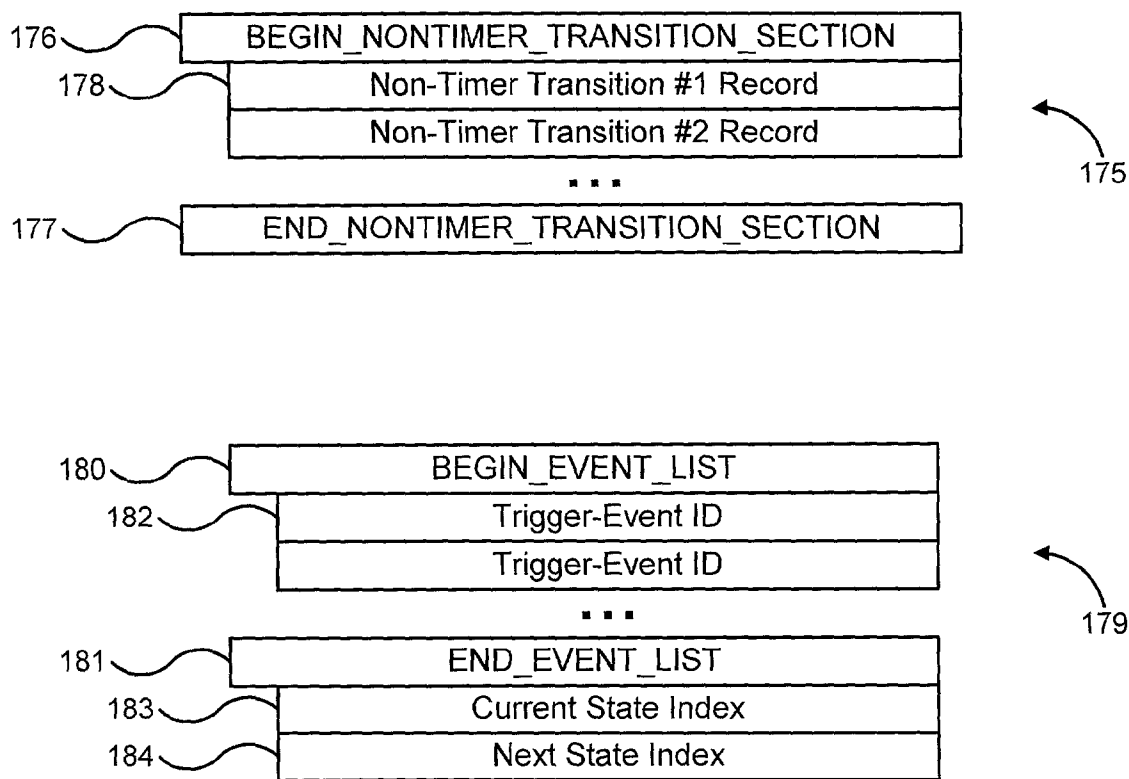 176 BEGIN_NONTIMER_TRANSITION_SECTION
178 Non-Timer Transition #1 Record
Non-Timer Transition #2 Record
...
175
177 END_NONTIMER_TRANSITION_SECTION
180 BEGIN_EVENT_LIST
182 Trigger-Event ID
Trigger-Event ID
...
179
181 END_EVENT_LIST
183 Current State Index
184 Next State Index